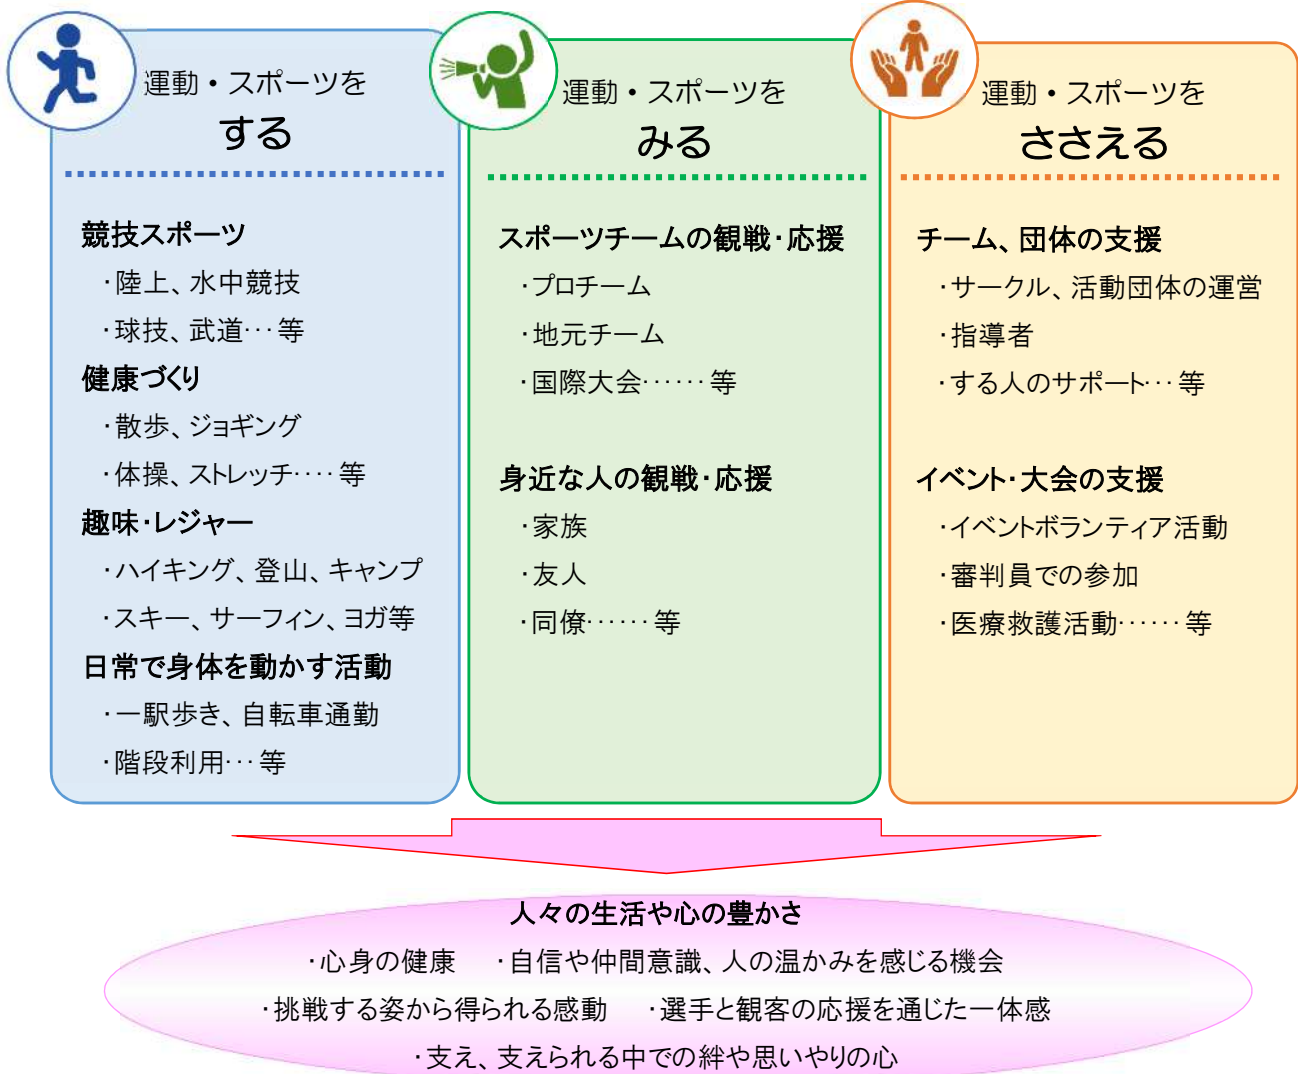 運動・スポーツを
する
競技スポーツ
・陸上、水中競技
・球技、武道…等
健康づくり
・散歩、ジョギング
・体操、ストレッチ‥‥等
趣味・レジャー
・ハイキング、登山、キャンプ
・スキー、サーフィン、ヨガ等
日常で身体を動かす活動
・一駅歩き、自転車通勤
・階段利用…等
運動・スポーツを
みる
スポーツチームの観戦・応援
・プロチーム
・地元チーム
・国際大会……等
身近な人の観戦・応援
・家族
・友人
・同僚……等
運動・スポーツを
ささえる
チーム、団体の支援
・サークル、活動団体の運営
・指導者
・する人のサポート…等
イベント・大会の支援
・イベントボランティア活動
・審判員での参加
・医療救護活動……等
人々の生活や心の豊かさ
・心身の健康　・自信や仲間意識、人の温かみを感じる機会
・挑戦する姿から得られる感動　・選手と観客の応援を通じた一体感
・支え、支えられる中での絆や思いやりの心